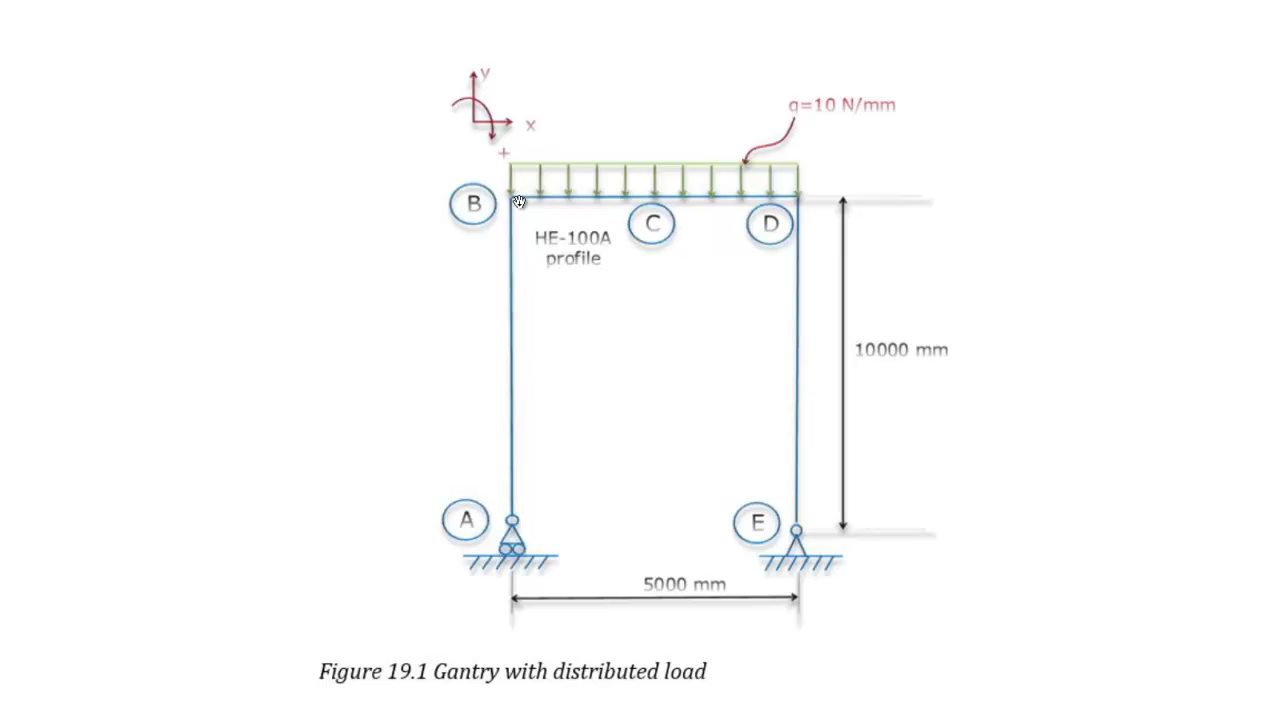 y
x
+
q=10 N/mm
B
C
D
HE-100A
profile
10000 mm
A
E
5000 mm
Figure 19.1 Gantry with distributed load